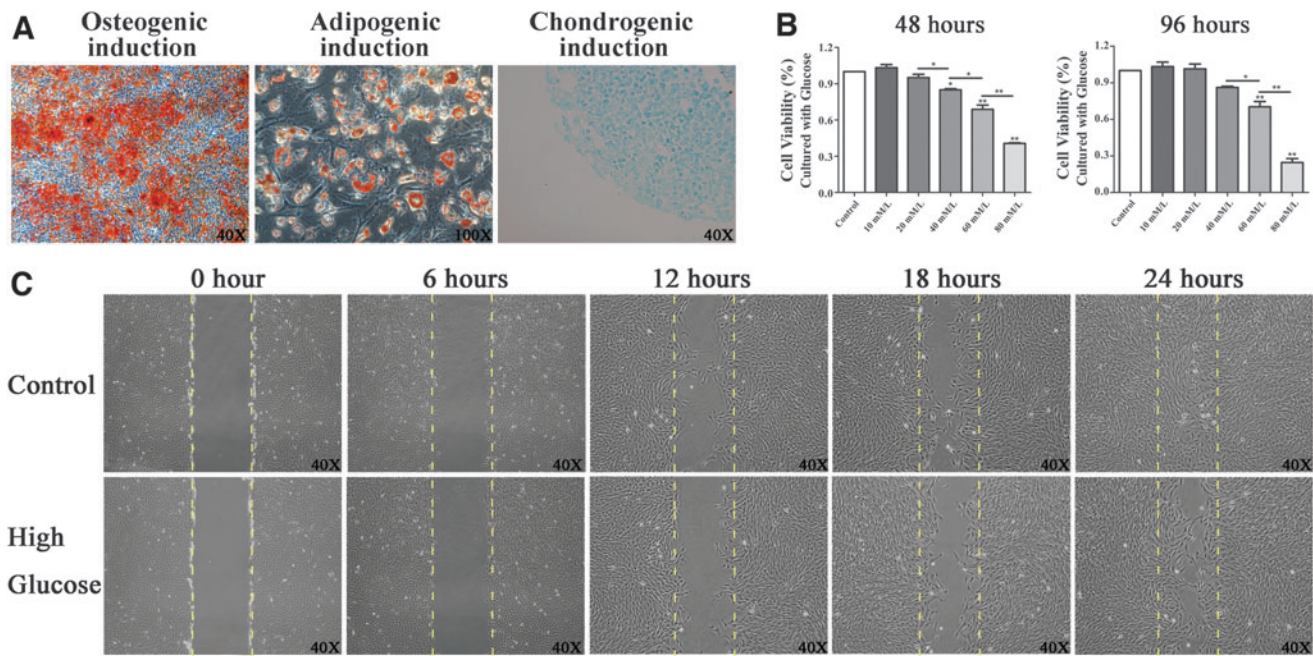 A
Osteogenic
induction
Adipogenic
induction
Chondrogenic
induction
40X
100X
40X
B
48 hours
96 hours
Cell Viability (%)
Cultured with Glucose
1.2
0.9
0.6
0.3
0.0
*
*
**
*
**
**
Control
10 mM/L
20 mM/L
40 mM/L
60 mM/L
80 mM/L
Cell Viability (%)
Cultured with Glucose
1.2
0.9
0.6
0.3
0.0
*
**
**
**
Control
10 mM/L
20 mM/L
40 mM/L
60 mM/L
80 mM/L
C
0 hour
6 hours
12 hours
18 hours
24 hours
Control
40X
40X
40X
40X
40X
High
Glucose
40X
40X
40X
40X
40X